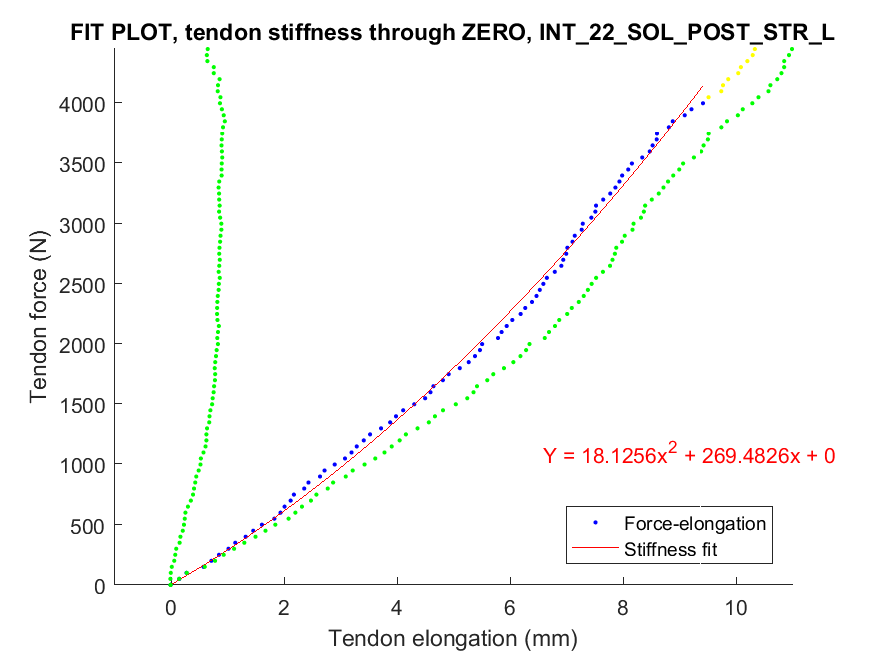 FIT PLOT, tendon stiffness through ZERO, INT_22_SOL_POST_STR_L
4000
3500
3000
2500
2000
1500
1000
500
0
Tendon force (N)
Y = 18.1256x² + 269.4826x + 0
Force-elongation
Stiffness fit
0 2 4 6 8 10
Tendon elongation (mm)